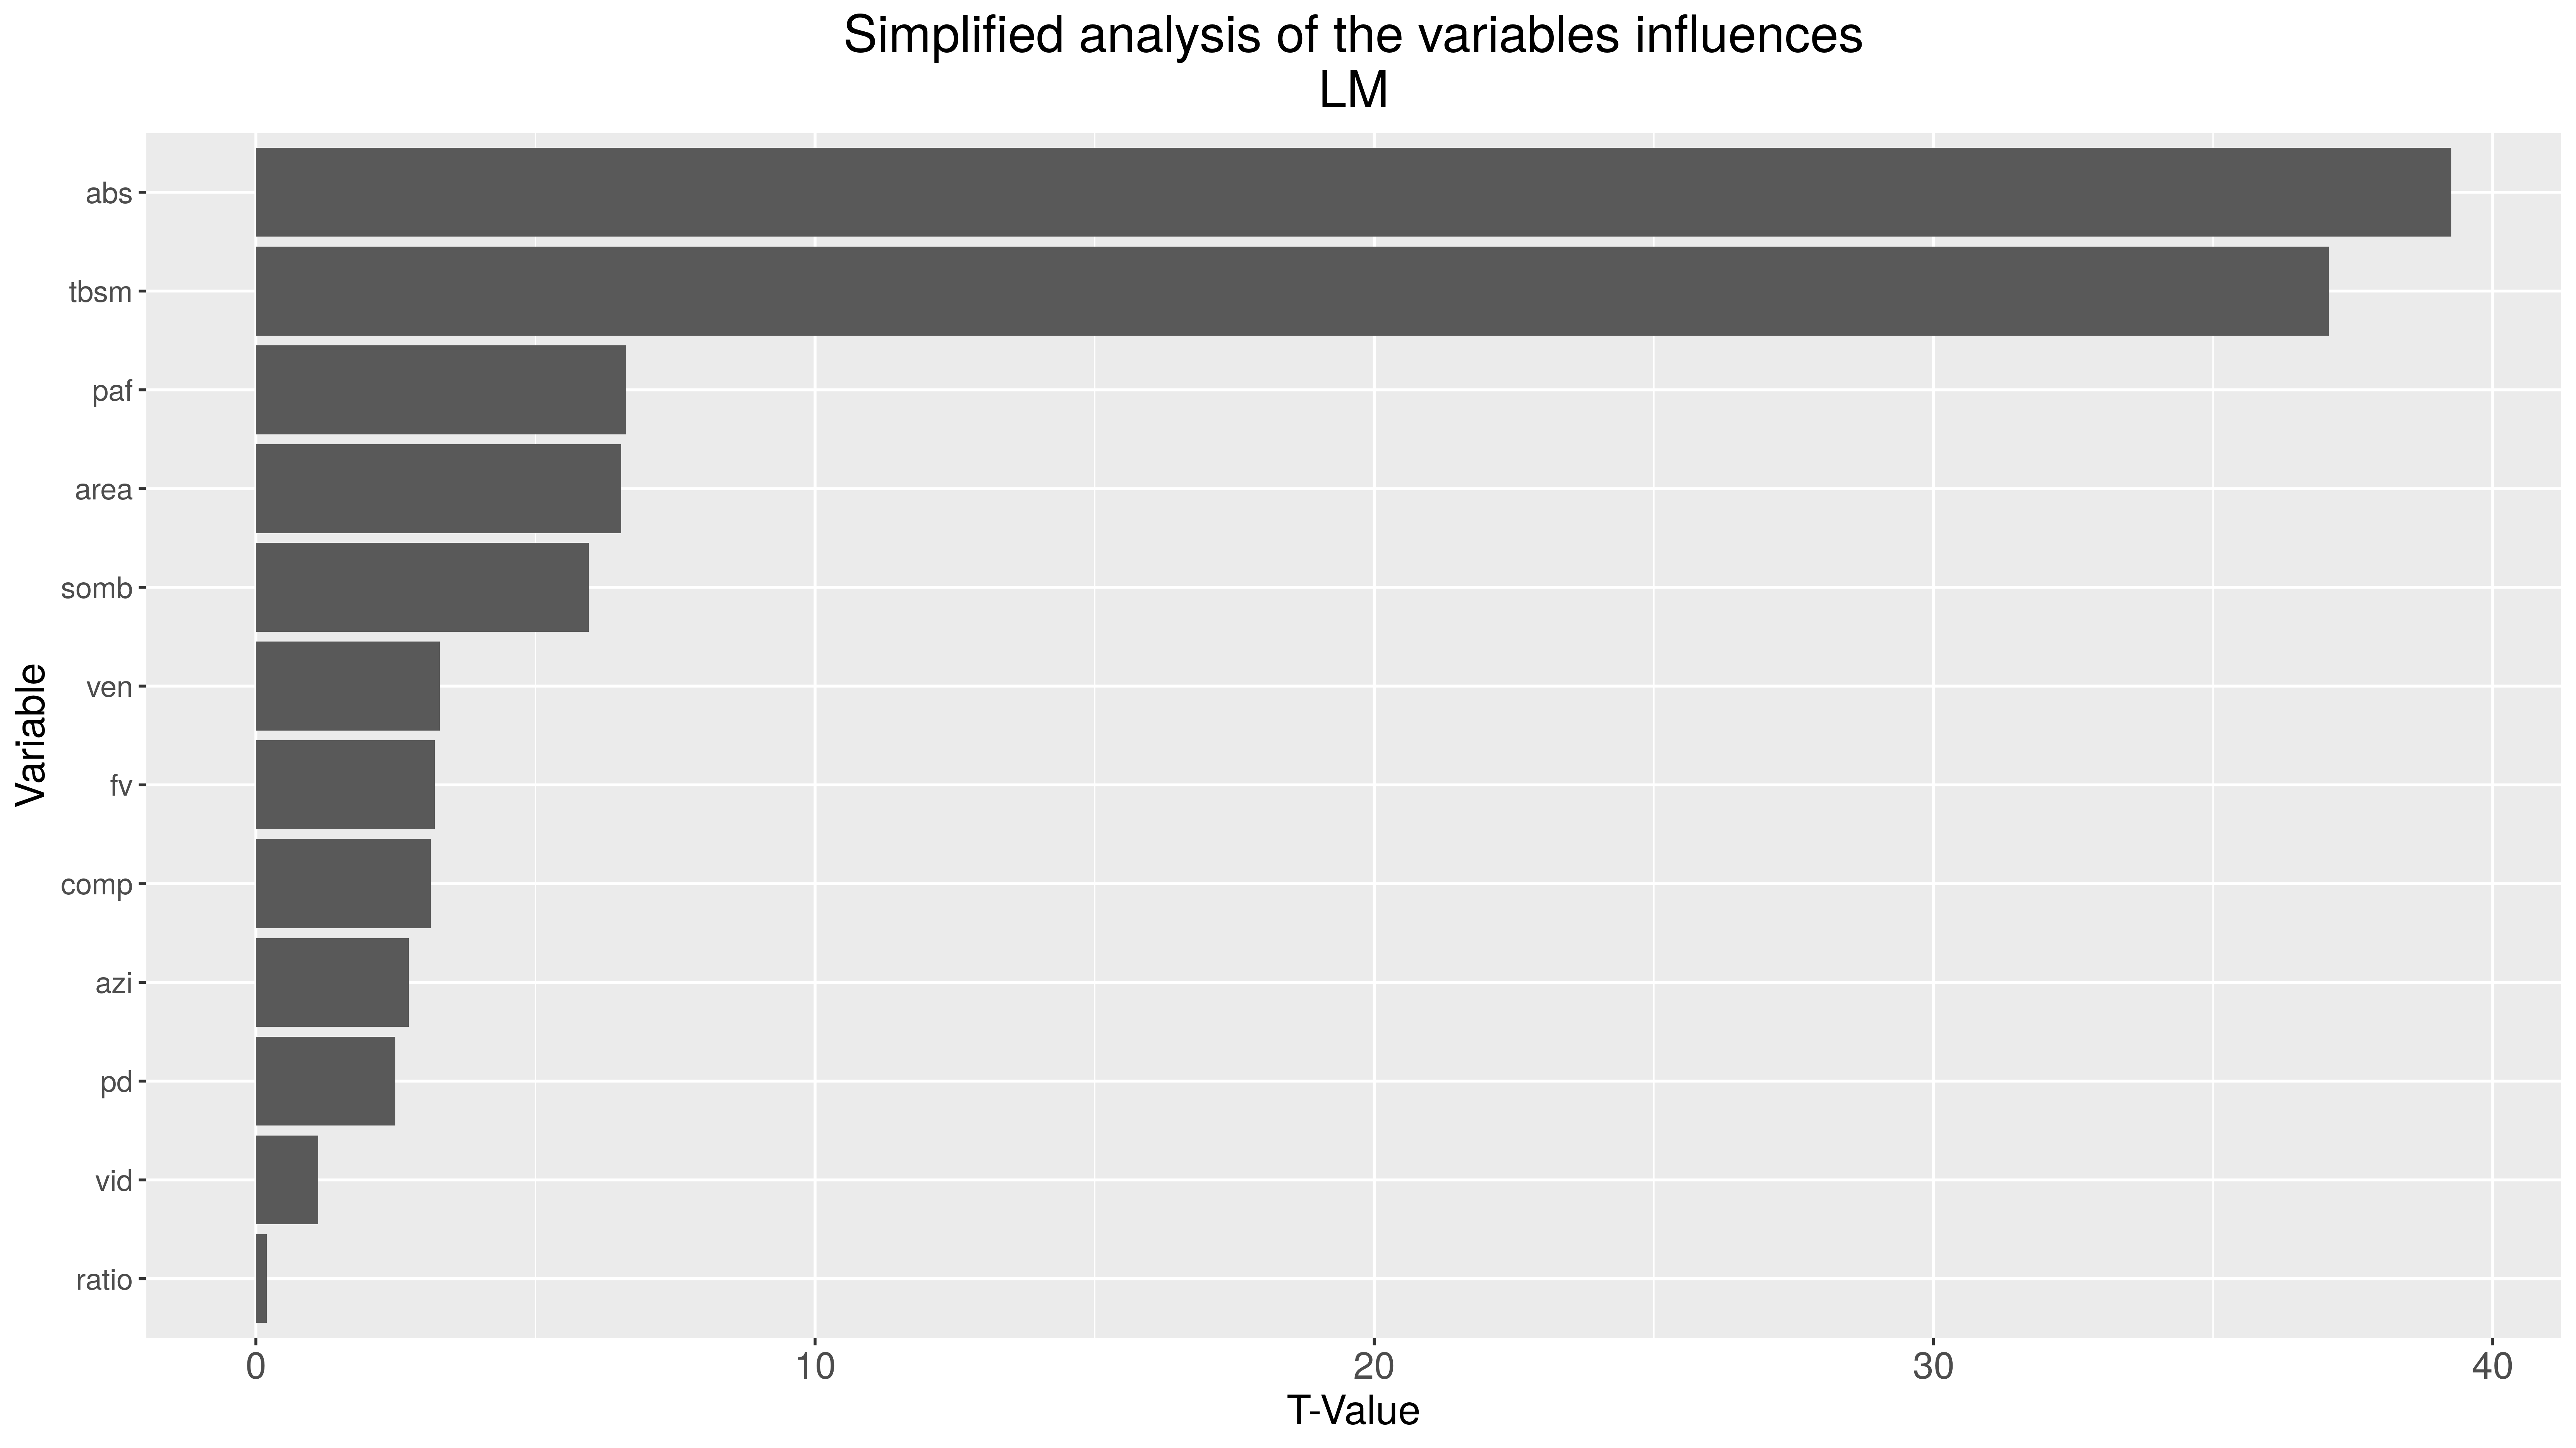 Simplified analysis of the variables influences
LM
Variable
abs
tbsm
paf
area
somb
ven
fv
comp
azi
pd
vid
ratio
0 10 20 30 40
T-Value